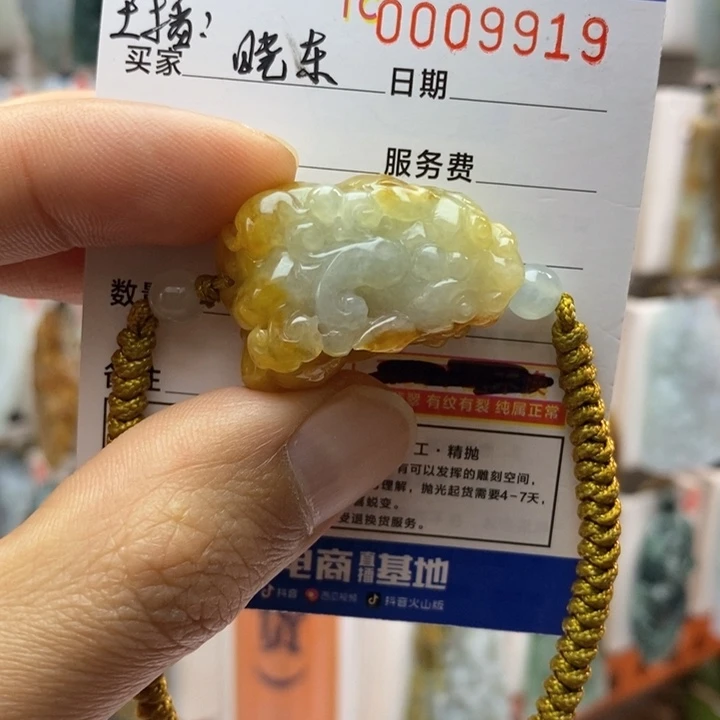 主播:
TC0009919
买家 晓东 日期
服务费
数
备注
有纹有裂 纯属正常
工·精抛
有可以发挥的雕刻空间,
理解,抛光起货需要4-7天,
蜕变。
受退换货服务。
电商直播基地
抖音 西瓜视频 抖音火山版
货